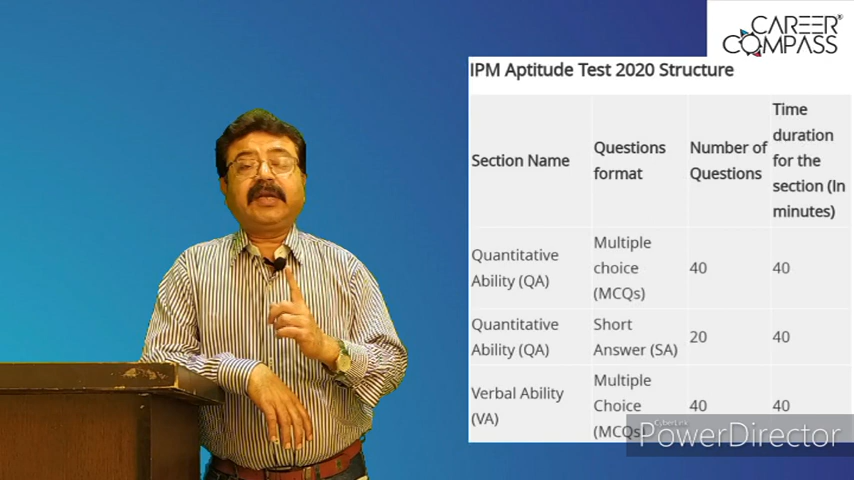 CAREER®
COMPASS
IPM Aptitude Test 2020 Structure
Section Name
Questions
format
Number of
Questions
Time
duration
for the
section (In
minutes)
Quantitative
Ability (QA)
Multiple
choice
(MCQs)
40
40
Quantitative
Ability (QA)
Short
Answer (SA)
20
40
Verbal Ability
(VA)
Multiple
Choice
(MCQs
40
40
CyberLink
PowerDirector